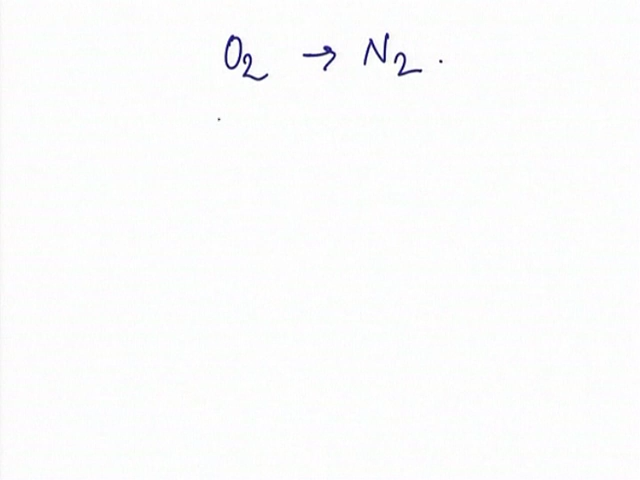 O₂ → N₂.